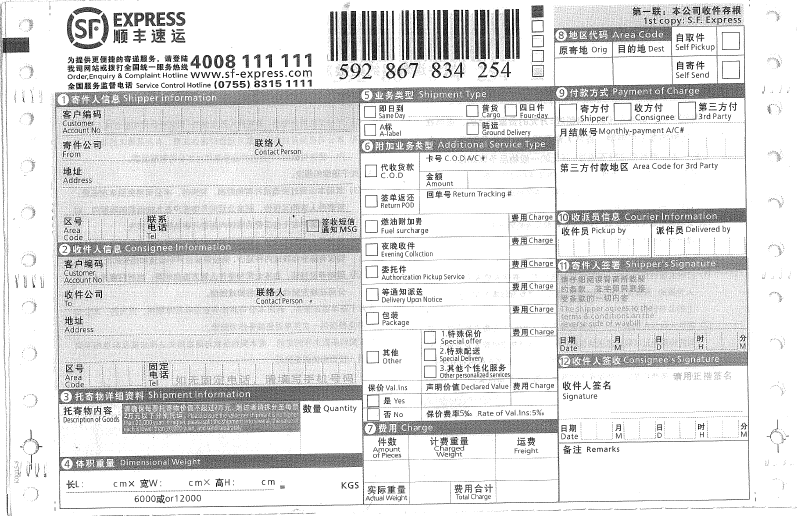 SF EXPRESS
顺丰速运
为提供更便捷的寄递服务，请登陆
我司网站或拨打全国统一服务热线
4008 111 111
Order,Enquiry & Complaint Hotline www.sf-express.com
全国服务监督电话 Service Control Hotline (0755) 8315 1111
592 867 834 254
第一联：本公司收件存根
1st copy: S.F. Express
① 寄件人信息 Shipper Information
客户编码
Customer
Account No.
寄件公司
From
联络人
Contact Person
地址
Address
区号
Area
Code
联系
电话
Tel
签收短信
通知 MSG
② 收件人信息 Consignee Information
客户编码
Customer
Account No.
收件公司
To
联络人
Contact Person
地址
Address
区号
Area
Code
固定
电话
Tel
如无固定电话，请填写手机号码
③ 托寄物详细资料 Shipment Information
托寄物内容
Description of Goods
数量 Quantity
④ 体积重量 Dimensional Weight
长L: cm× 宽W: cm× 高H: cm =
6000或or12000
KGS
⑤ 业务类型 Shipment Type
即日到
Same Day
普货
Cargo
四日件
Four-day
A标
A-label
陆运
Ground Delivery
⑥ 附加业务类型 Additional Service Type
代收货款
C.O.D
卡号 C.O.D A/C#
金额
Amount
签单返还
Return POD
回单号 Return Tracking #
燃油附加费
Fuel surcharge
费用 Charge
夜晚收件
Evening Collction
费用 Charge
委托件
Authorization Pickup Service
费用 Charge
等通知派送
Delivery Upon Notice
费用 Charge
包装
Package
费用 Charge
其他
Other
1.特殊保价
Special offer
2.特殊配送
Special Delivery
3.其他个性化服务
Other personalized services
费用 Charge
保价 Val.Ins
声明价值 Declared Value
费用 Charge
是 Yes
否 No
保价费率5‰ Rate of Val.Ins:5‰
⑦ 费用 Charge
件数
Amount
of Pieces
计费重量
Charged
Weight
运费
Freight
实际重量
Actual Weight
费用合计
Total Charge
⑧ 地区代码 Area Code
原寄地 Orig
目的地 Dest
自取件
Self Pickup
自寄件
Self Send
⑨ 付款方式 Payment of Charge
寄方付
Shipper
收方付
Consignee
第三方付
3rd Party
月结帐号 Monthly-payment A/C#
第三方付款地区 Area Code for 3rd Party
⑩ 收派员信息 Courier Information
收件员 Pickup by
派件员 Delivered by
⑪ 寄件人签署 Shipper's Signature
The shipper agrees to the
terms & conditions on the
reverse side of waybill
日期
Date
月
M
日
D
时
H
分
M
⑫ 收件人签收 Consignee's Signature
请用正楷签名
收件人签名
Signature
日期
Date
月
M
日
D
时
H
分
M
备注 Remarks